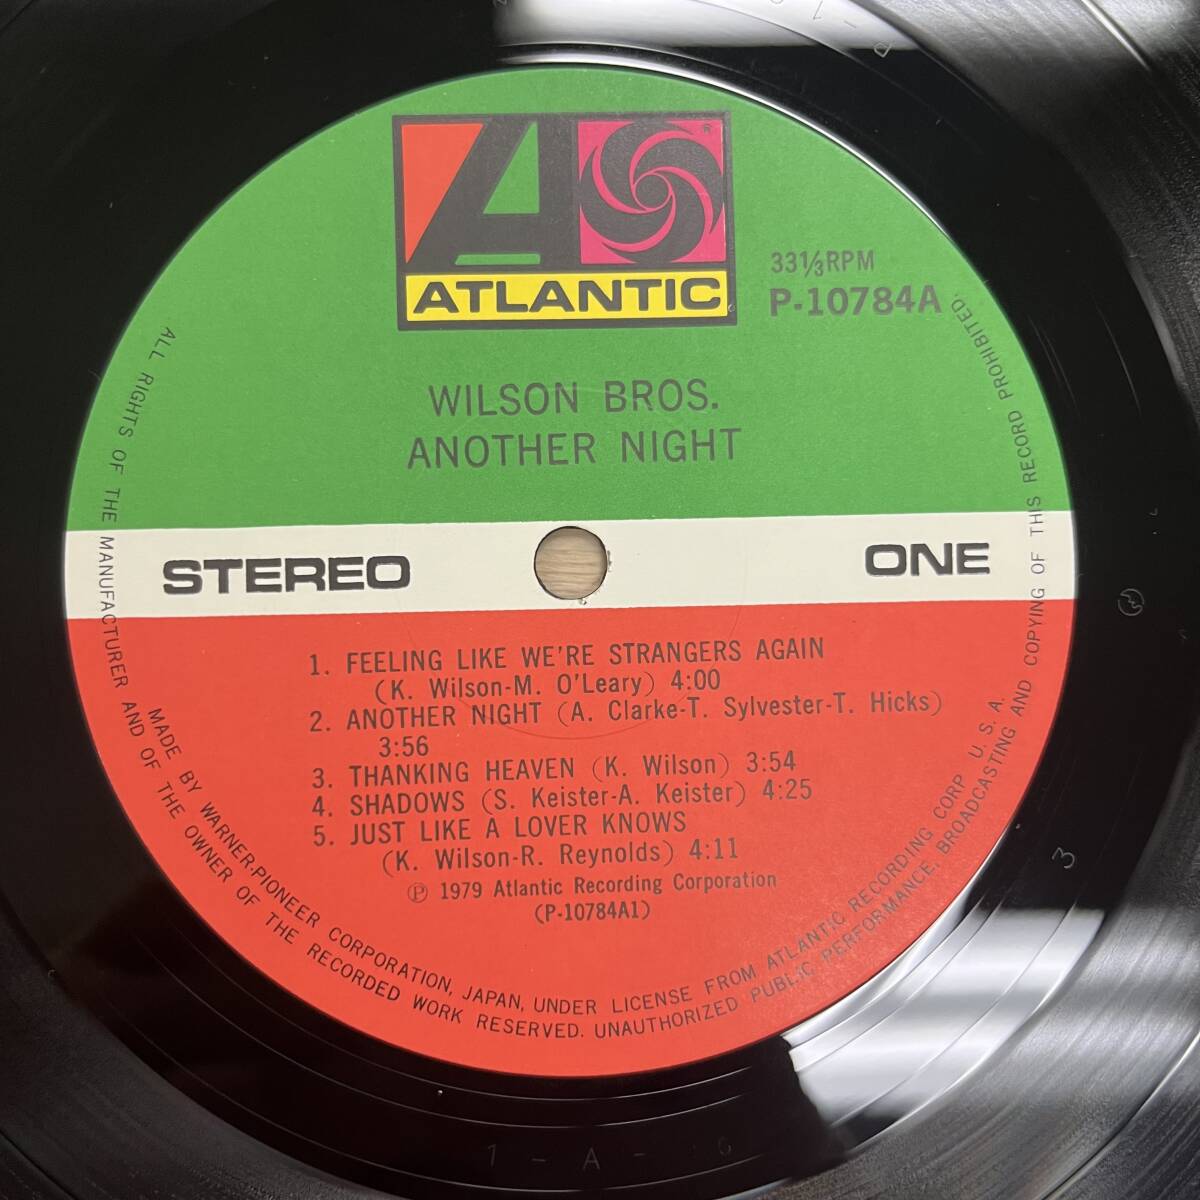 ATLANTIC
®
33⅓RPM
P-10784A
WILSON BROS.
ANOTHER NIGHT
STEREO
ONE
1. FEELING LIKE WE'RE STRANGERS AGAIN
(K. Wilson-M. O'Leary) 4:00
2. ANOTHER NIGHT (A. Clarke-T. Sylvester-T. Hicks)
3:56
3. THANKING HEAVEN (K. Wilson) 3:54
4. SHADOWS (S. Keister-A. Keister) 4:25
5. JUST LIKE A LOVER KNOWS
(K. Wilson-R. Reynolds) 4:11
℗ 1979 Atlantic Recording Corporation
(P-10784A1)
MADE BY WARNER-PIONEER CORPORATION, JAPAN, UNDER LICENSE FROM ATLANTIC RECORDING CORP U.S.A.
ALL RIGHTS OF THE MANUFACTURER AND OF THE OWNER OF THE RECORDED WORK RESERVED. UNAUTHORIZED PUBLIC PERFORMANCE, BROADCASTING AND COPYING OF THIS RECORD PROHIBITED.
3